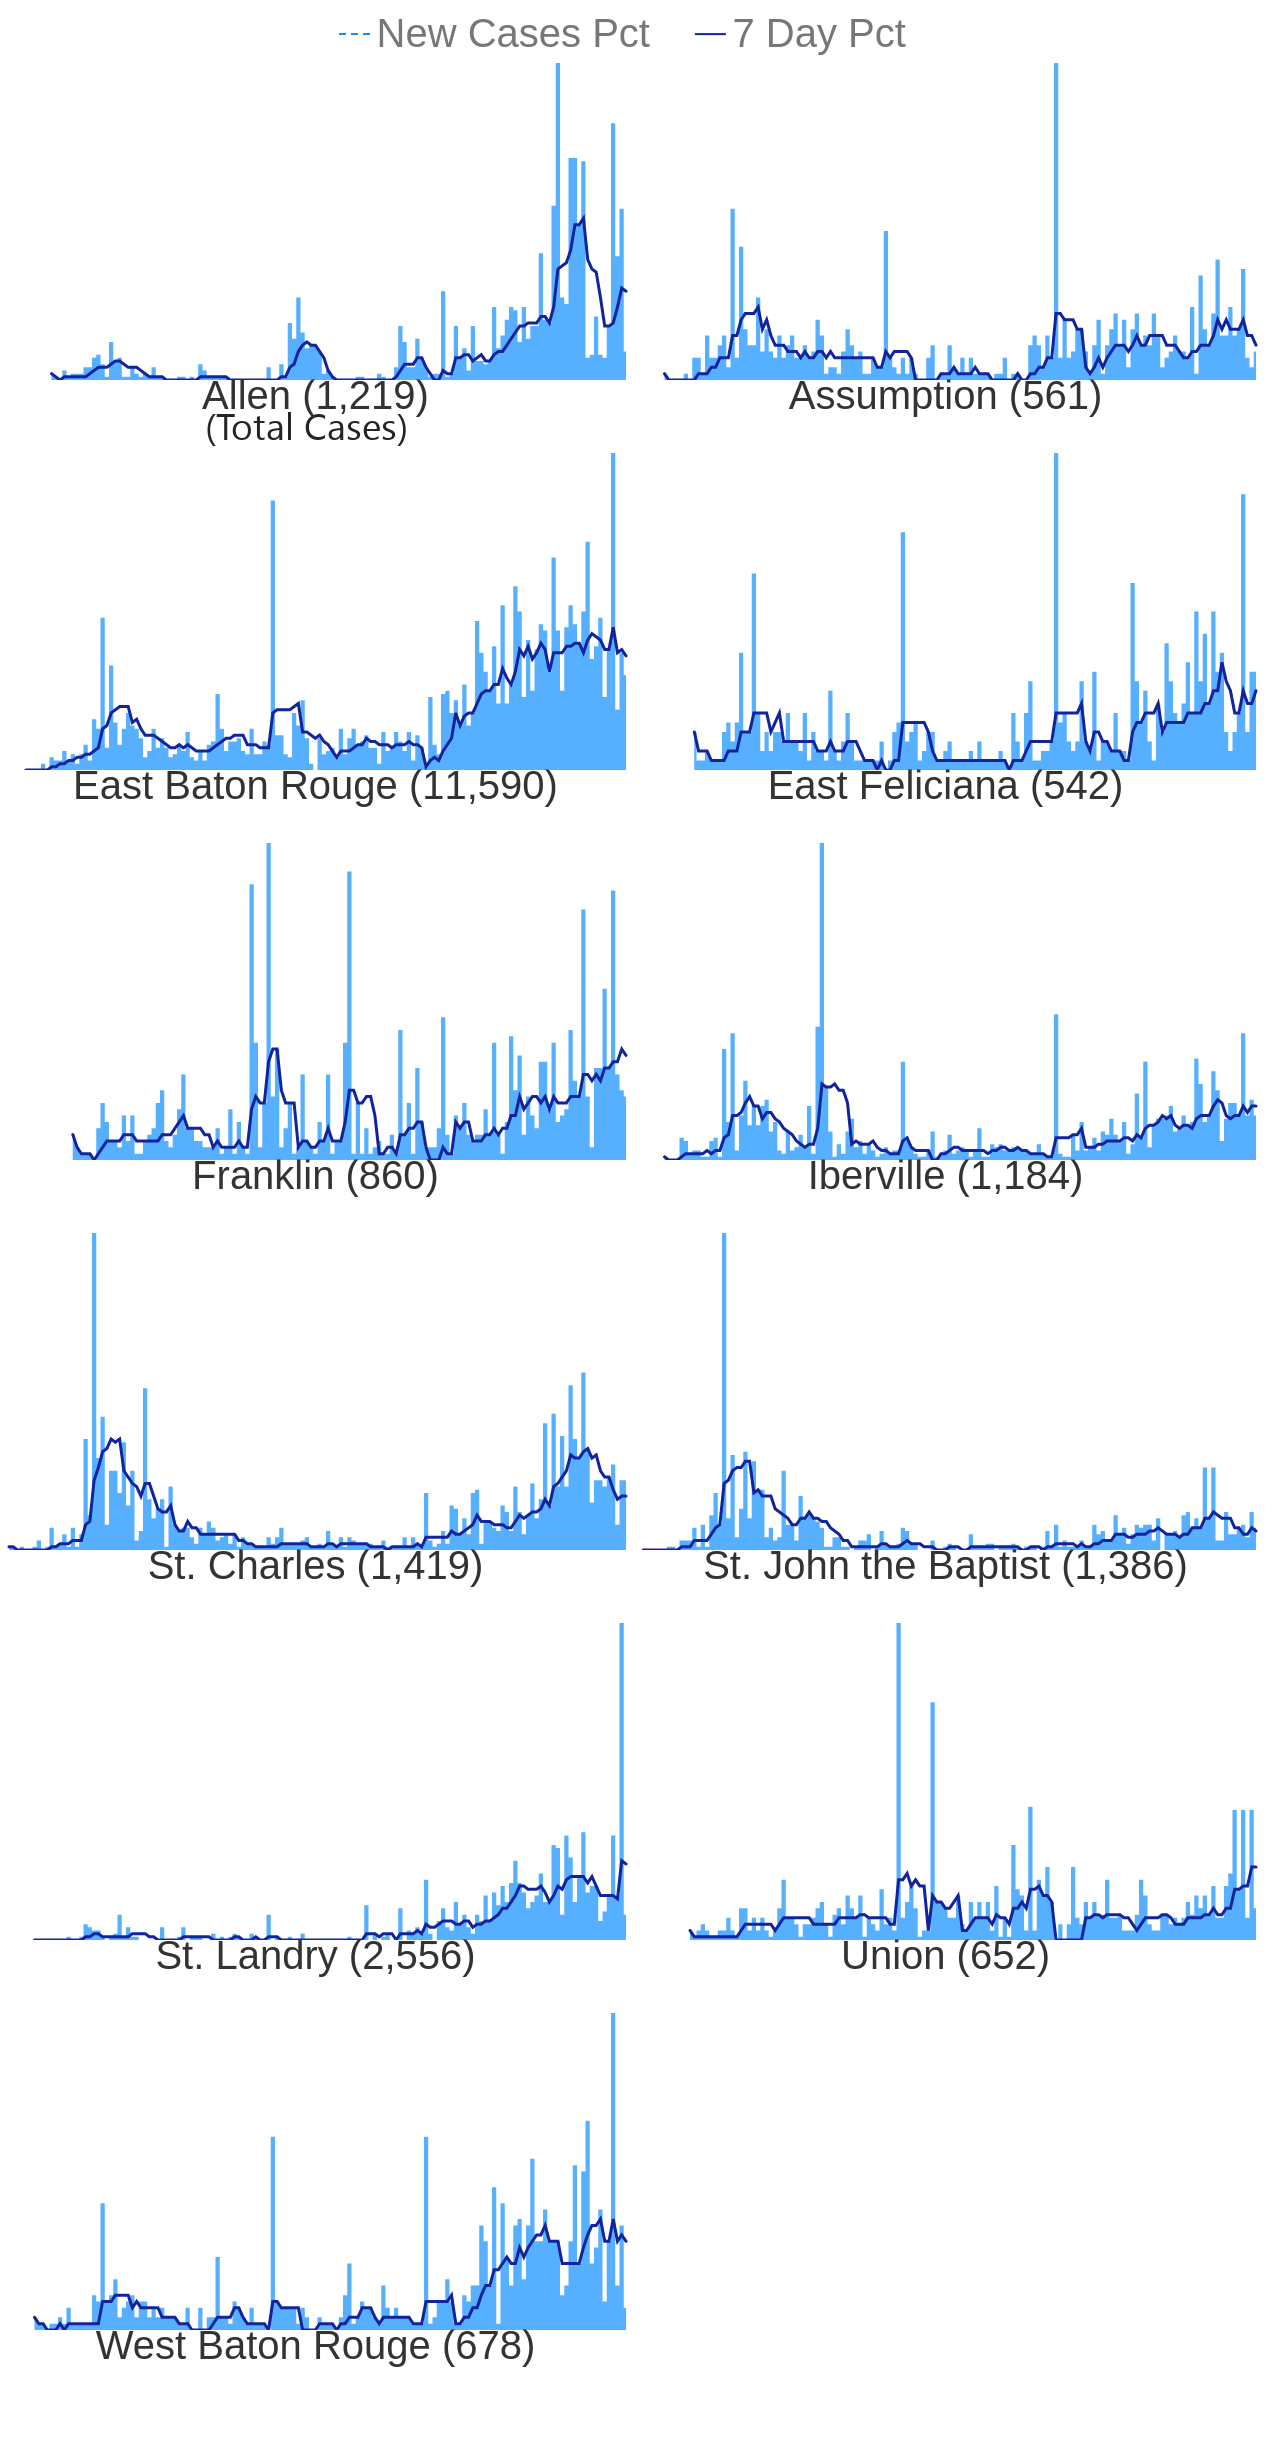 New Cases Pct 7 Day Pct
Allen (1,219) Assumption (561)
(Total Cases)
East Baton Rouge (11,590) East Feliciana (542)
Franklin (860) Iberville (1,184)
St. Charles (1,419) St. John the Baptist (1,386)
St. Landry (2,556) Union (652)
West Baton Rouge (678)